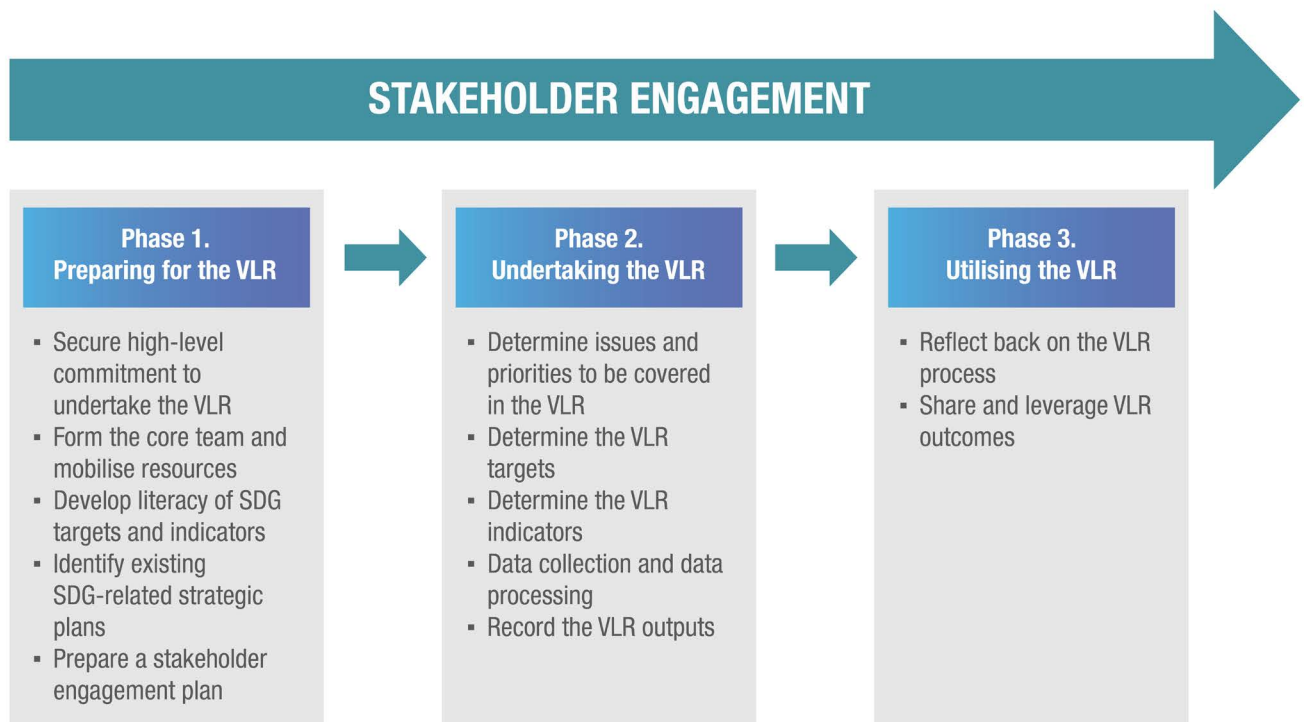 STAKEHOLDER ENGAGEMENT
Phase 1.
Preparing for the VLR
▪ Secure high-level
commitment to
undertake the VLR
▪ Form the core team and
mobilise resources
▪ Develop literacy of SDG
targets and indicators
▪ Identify existing
SDG-related strategic
plans
▪ Prepare a stakeholder
engagement plan
Phase 2.
Undertaking the VLR
▪ Determine issues and
priorities to be covered
in the VLR
▪ Determine the VLR
targets
▪ Determine the VLR
indicators
▪ Data collection and data
processing
▪ Record the VLR outputs
Phase 3.
Utilising the VLR
▪ Reflect back on the VLR
process
▪ Share and leverage VLR
outcomes